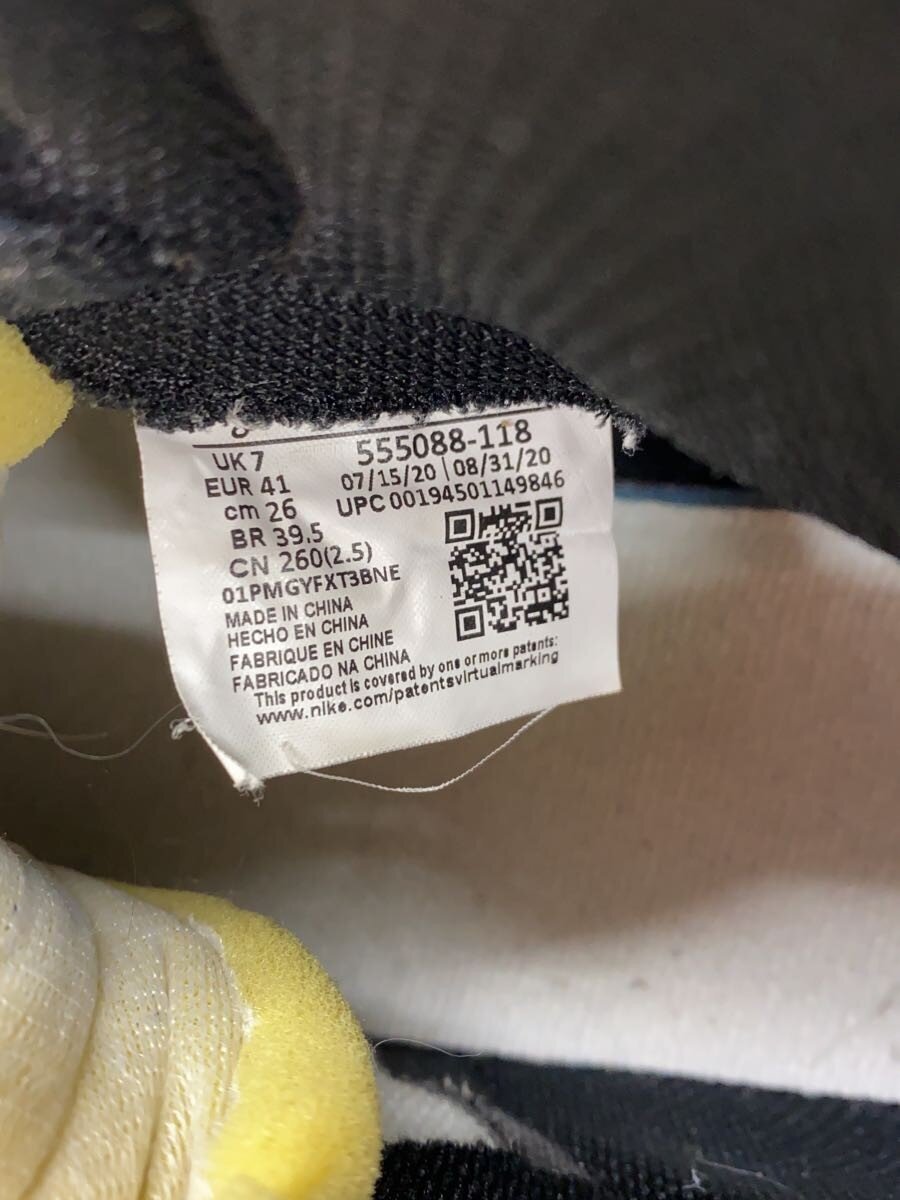 UK 7
EUR 41
cm 26
BR 39.5
CN 260(2.5)
555088-118
07/15/20 | 08/31/20
UPC 00194501149846
01PMGYFXT3BNE
MADE IN CHINA
HECHO EN CHINA
FABRIQUE EN CHINE
FABRICADO NA CHINA
This product is covered by one or more patents:
www.nike.com/patentsvirtualmarking